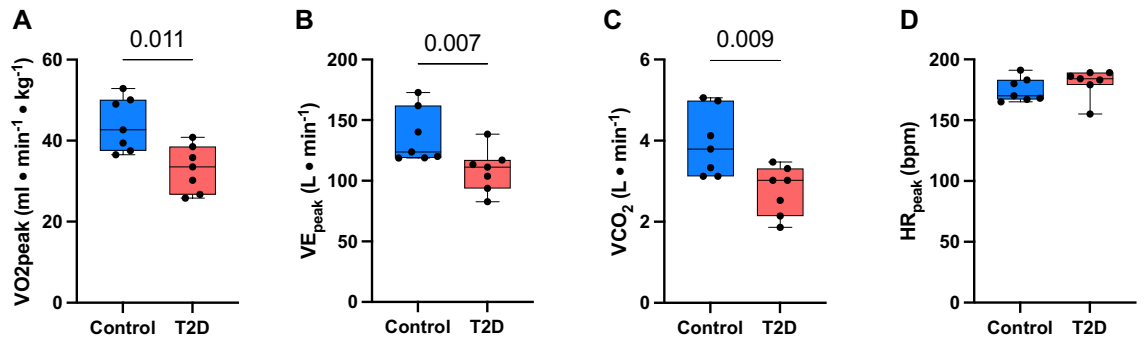 A
0.011
VO2peak (ml • min⁻¹ • kg⁻¹)
60
40
20
0
Control T2D
B
0.007
VE_peak (L • min⁻¹)
200
150
100
50
0
Control T2D
C
0.009
VCO₂ (L • min⁻¹)
6
4
2
0
Control T2D
D
HR_peak (bpm)
200
150
100
50
0
Control T2D